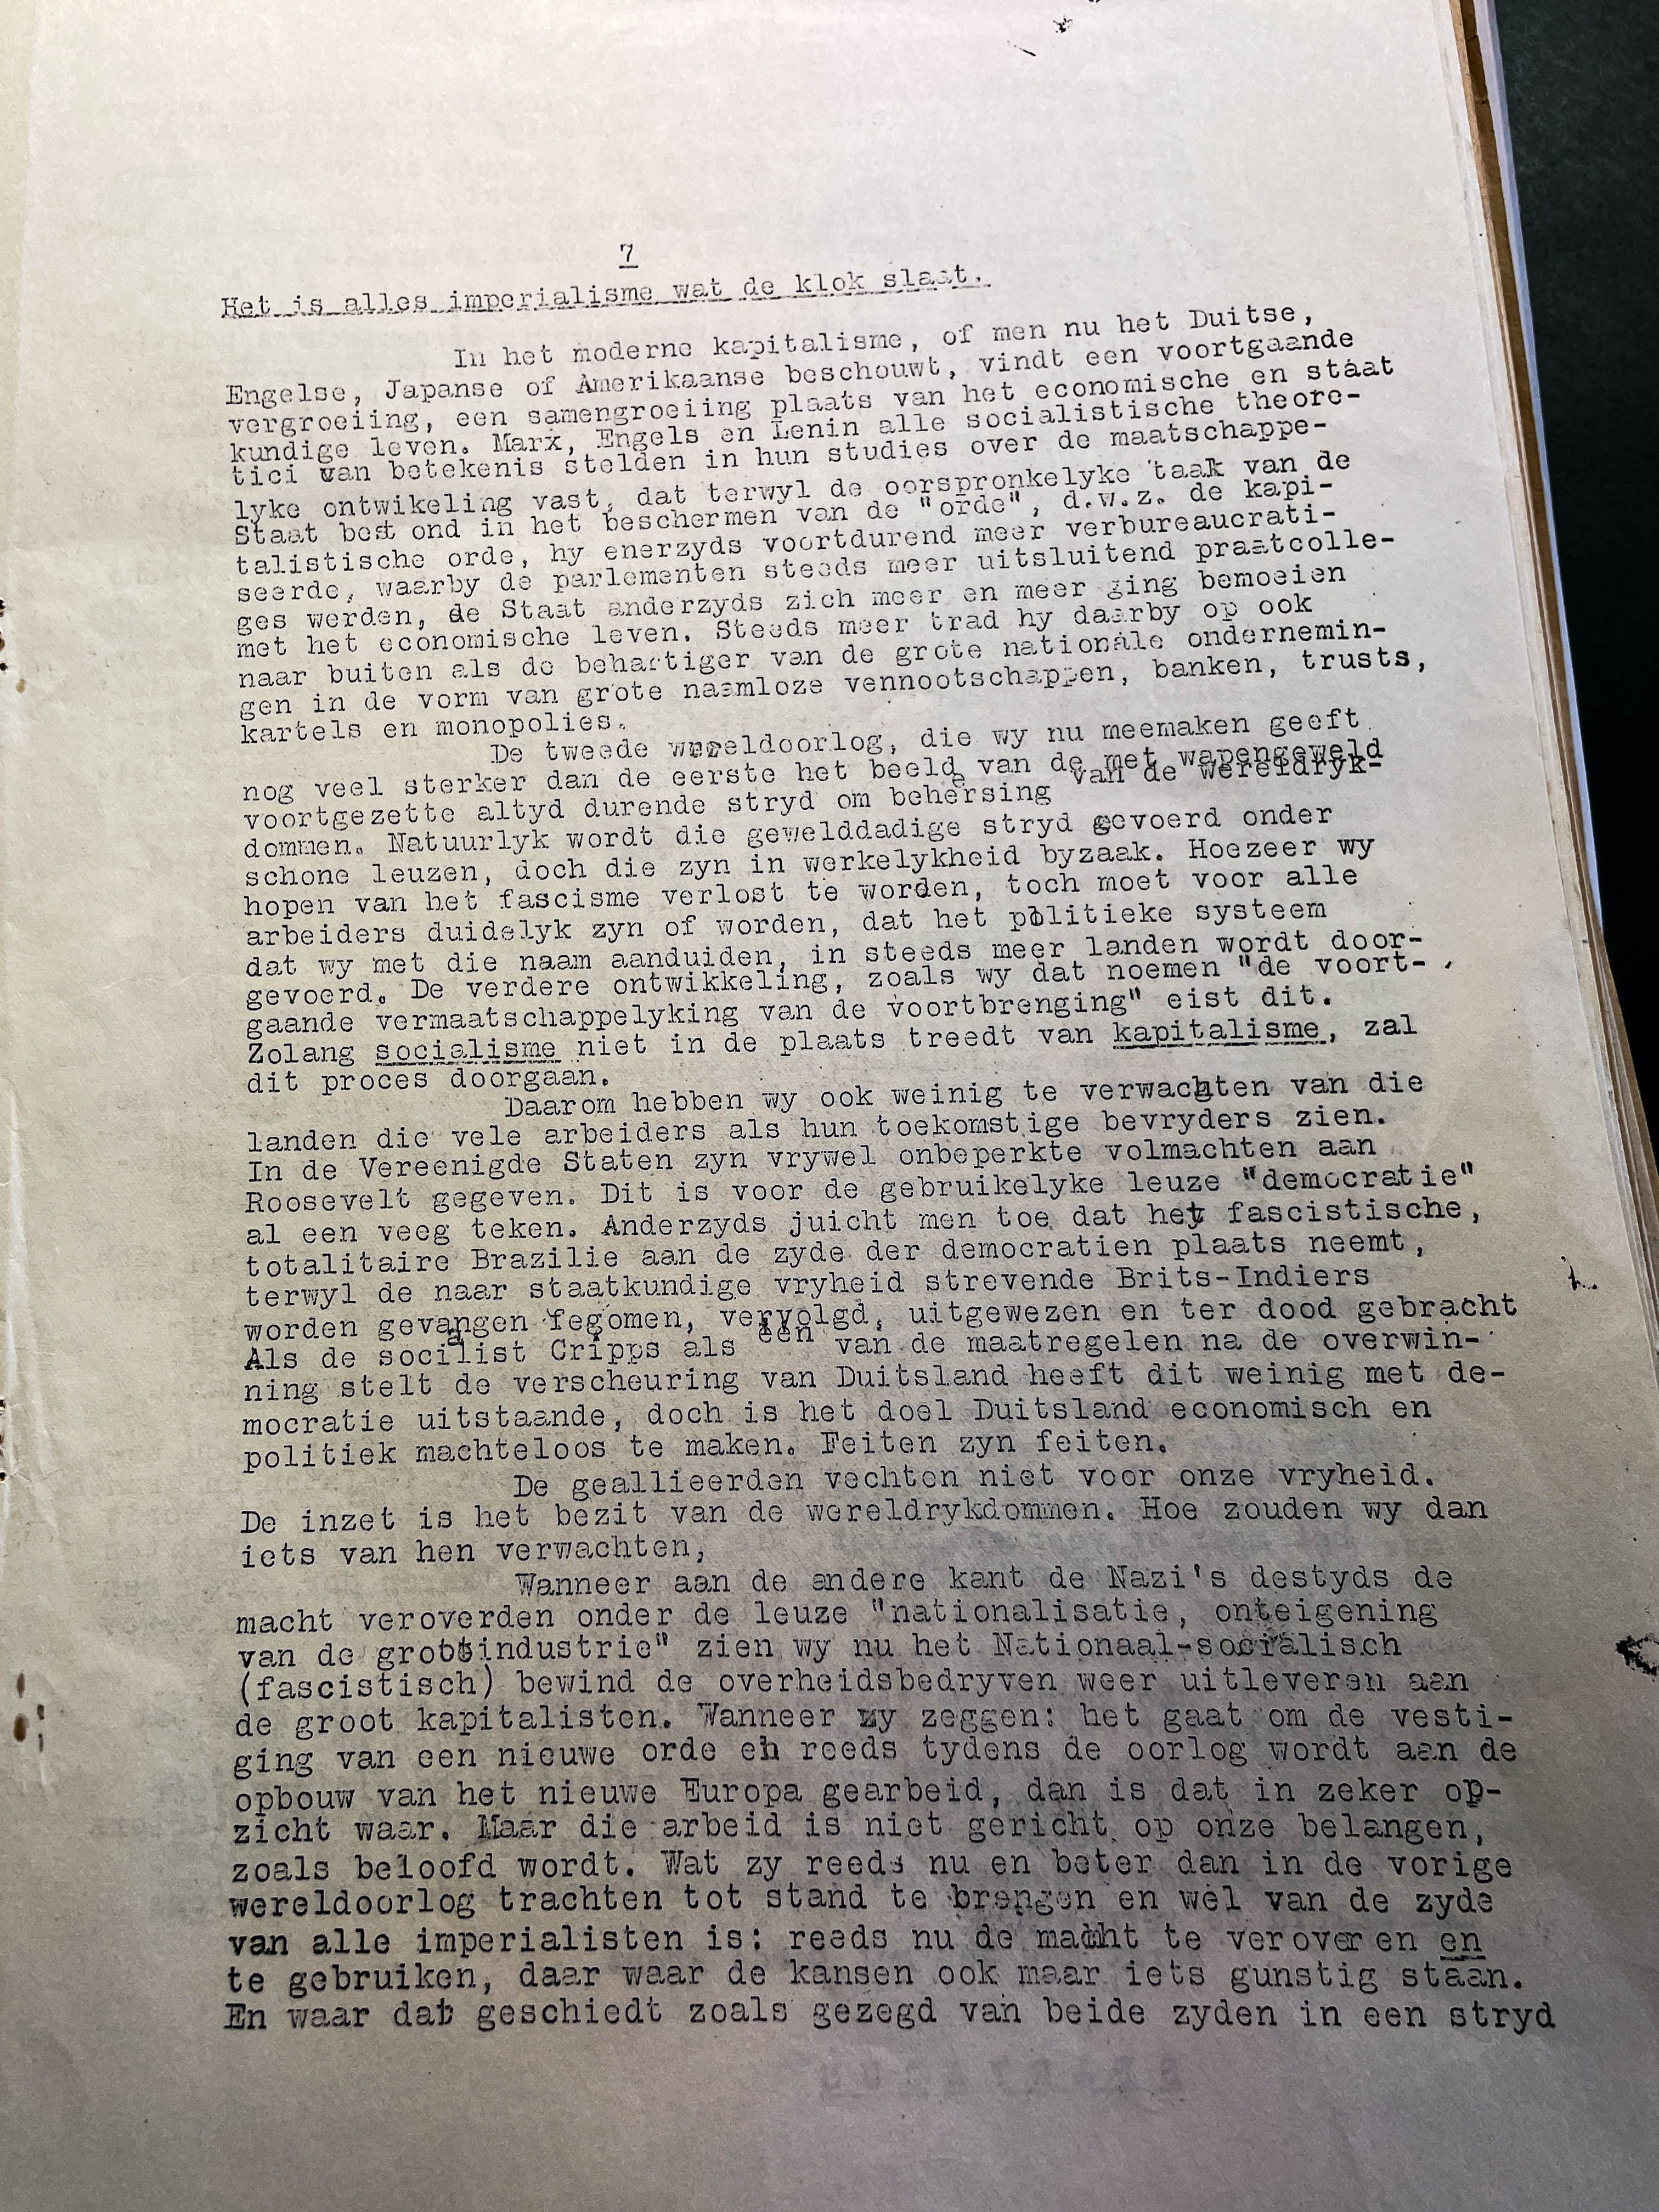 7
Het is alles imperialisme wat de klok slaat.
In het moderne kapitalisme, of men nu het Duitse,
Engelse, Japanse of Amerikaanse beschouwt, vindt een voortgaande
vergroeiing, een samengroeiing plaats van het economische en staat
kundige leven. Marx, Engels en Lenin alle socialistische theore-
tici van betekenis stelden in hun studies over de maatschappe-
lyke ontwikeling vast, dat terwyl de oorspronkelyke taak van de
Staat best ond in het beschermen van de "orde", d.w.z. de kapi-
talistische orde, hy enerzyds voortdurend meer verbureaucrati-
seerde, waarby de parlementen steeds meer uitsluitend praatcolle-
ges werden, de Staat anderzyds zich meer en meer ging bemoeien
met het economische leven. Steeds meer trad hy daarby op ook
naar buiten als de behartiger van de grote nationale ondernemin-
gen in de vorm van grote naamloze vennootschappen, banken, trusts,
kartels en monopolies.
De tweede wereldoorlog, die wy nu meemaken geeft
nog veel sterker dan de eerste het beeld van de met wapengeweld
voortgezette altyd durende stryd om behersing van de wereldryk-
dommen. Natuurlyk wordt die gewelddadige stryd gevoerd onder
schone leuzen, doch die zyn in werkelykheid byzaak. Hoezeer wy
hopen van het fascisme verlost te worden, toch moet voor alle
arbeiders duidelyk zyn of worden, dat het politieke systeem
dat wy met die naam aanduiden, in steeds meer landen wordt door-
gevoerd. De verdere ontwikkeling, zoals wy dat noemen "de voort-
gaande vermaatschappelyking van de voortbrenging" eist dit.
Zolang socialisme niet in de plaats treedt van kapitalisme, zal
dit proces doorgaan.
Daarom hebben wy ook weinig te verwachten van die
landen die vele arbeiders als hun toekomstige bevryders zien.
In de Vereenigde Staten zyn vrywel onbeperkte volmachten aan
Roosevelt gegeven. Dit is voor de gebruikelyke leuze "democratie"
al een veeg teken. Anderzyds juicht men toe dat het fascistische,
totalitaire Brazilie aan de zyde der democratien plaats neemt,
terwyl de naar staatkundige vryheid strevende Brits-Indiers
worden gevangen fegomen, vervolgd, uitgewezen en ter dood gebracht
Als de socialist Cripps als één van de maatregelen na de overwin-
ning stelt de verscheuring van Duitsland heeft dit weinig met de-
mocratie uitstaande, doch is het doel Duitsland economisch en
politiek machteloos te maken. Feiten zyn feiten.
De geallieerden vechten niet voor onze vryheid.
De inzet is het bezit van de wereldrykdommen. Hoe zouden wy dan
iets van hen verwachten,
Wanneer aan de andere kant de Nazi's destyds de
macht veroverden onder de leuze "nationalisatie, onteigening
van de grootindustrie" zien wy nu het Nationaal-socialisch
(fascistisch) bewind de overheidsbedryven weer uitleveren aan
de groot kapitalisten. Wanneer zy zeggen: het gaat om de vesti-
ging van een nieuwe orde en reeds tydens de oorlog wordt aan de
opbouw van het nieuwe Europa gearbeid, dan is dat in zeker op-
zicht waar. Maar die arbeid is niet gericht op onze belangen,
zoals beloofd wordt. Wat zy reeds nu en beter dan in de vorige
wereldoorlog trachten tot stand te brengen en wel van de zyde
van alle imperialisten is: reeds nu de macht te veroveren en
te gebruiken, daar waar de kansen ook maar iets gunstig staan.
En waar dat geschiedt zoals gezegd van beide zyden in een stryd